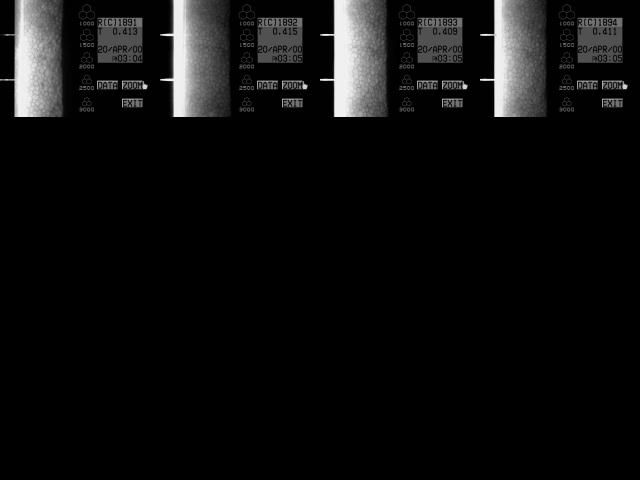 1000
R(C)1891
T 0.413
1500
20/APR/00
PM03:04
2000
2500
DATA ZOOM
EXIT
3000
1000
R(C)1892
T 0.415
1500
20/APR/00
PM03:05
2000
2500
DATA ZOOM
EXIT
3000
1000
R(C)1893
T 0.409
1500
20/APR/00
PM03:05
2000
2500
DATA ZOOM
EXIT
3000
1000
R(C)1894
T 0.411
1500
20/APR/00
PM03:05
2000
2500
DATA ZOOM
EXIT
3000